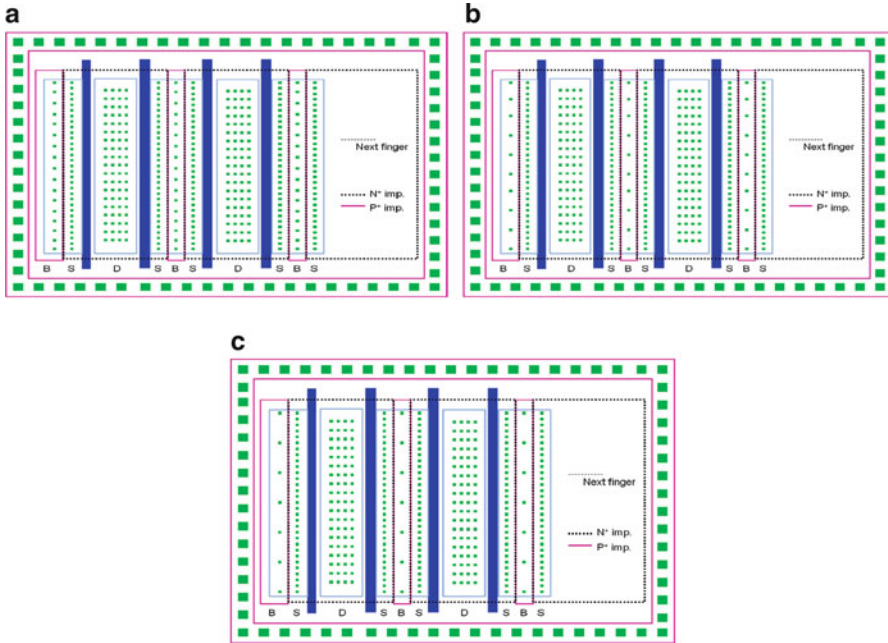 a
Next finger
N⁺ imp.
P⁺ imp.
B S D S B S D S B S
b
Next finger
N⁺ imp.
P⁺ imp.
B S D S B S D S B S
c
Next finger
N⁺ imp.
P⁺ imp.
B S D S B S D S B S